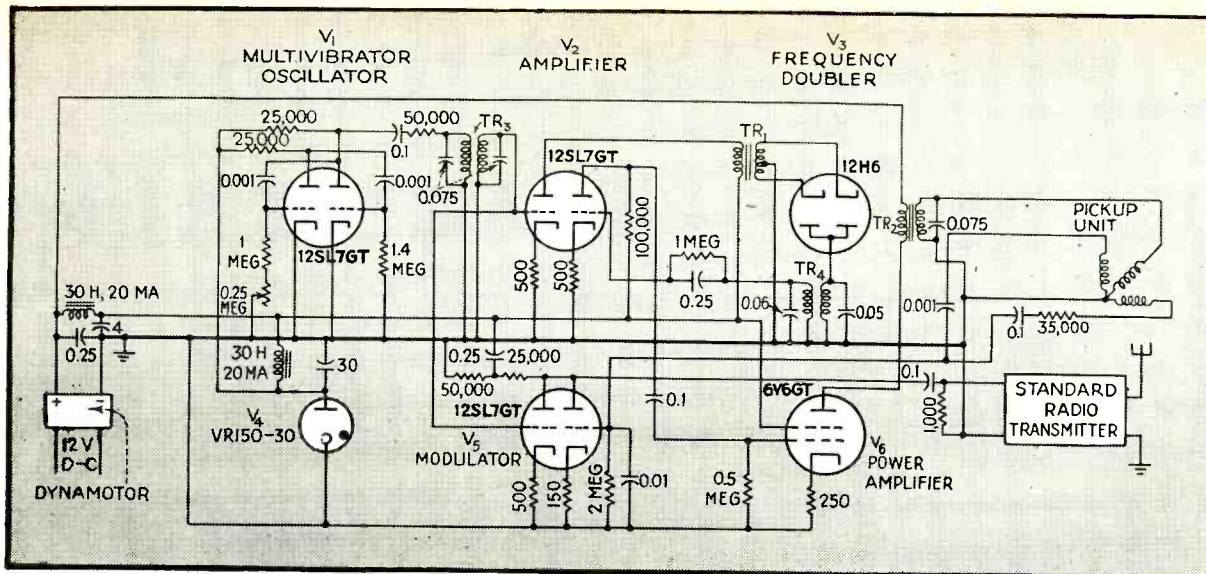 V1
MULTIVIBRATOR
OSCILLATOR
V2
AMPLIFIER
V3
FREQUENCY
DOUBLER
25,000
25,000
50,000
0.1
TR3
0.001
0.001
0.075
12SL7GT
12SL7GT
TR1
12H6
1
MEG
1.4
MEG
0.25
MEG
500
500
100,000
1 MEG
0.25
TR2
TR4
0.06
0.05
0.075
PICKUP
UNIT
0.001
0.1
35,000
30 H, 20 MA
4
0.25
30 H
20 MA
30
0.25
25,000
50,000
12SL7GT
0.1
6V6GT
0.1
1,000
STANDARD
RADIO
TRANSMITTER
12 V
D-C
DYNAMOTOR
V4
VR150-30
V5
MODULATOR
500
150
2 MEG
0.01
0.5
MEG
250
V6
POWER
AMPLIFIER